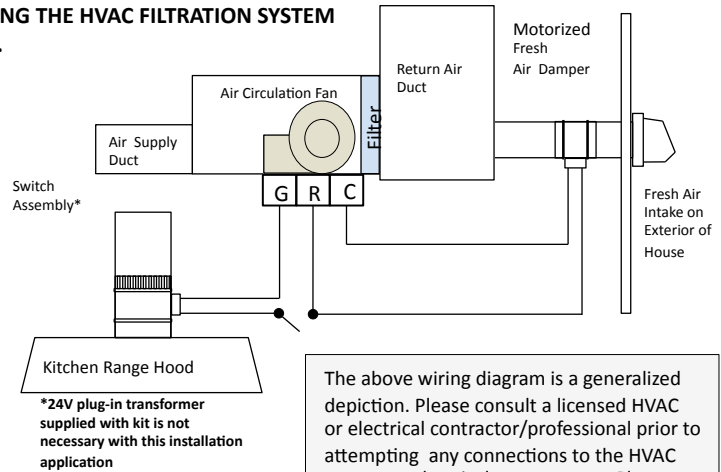 NG THE HVAC FILTRATION SYSTEM
Motorized
Fresh
Air Damper
Return Air
Duct
Air Circulation Fan
Filter
Air Supply
Duct
Switch
Assembly*
G R C
Fresh Air
Intake on
Exterior of
House
Kitchen Range Hood
*24V plug-in transformer
supplied with kit is not
necessary with this installation
application
The above wiring diagram is a generalized
depiction. Please consult a licensed HVAC
or electrical contractor/professional prior to
attempting any connections to the HVAC